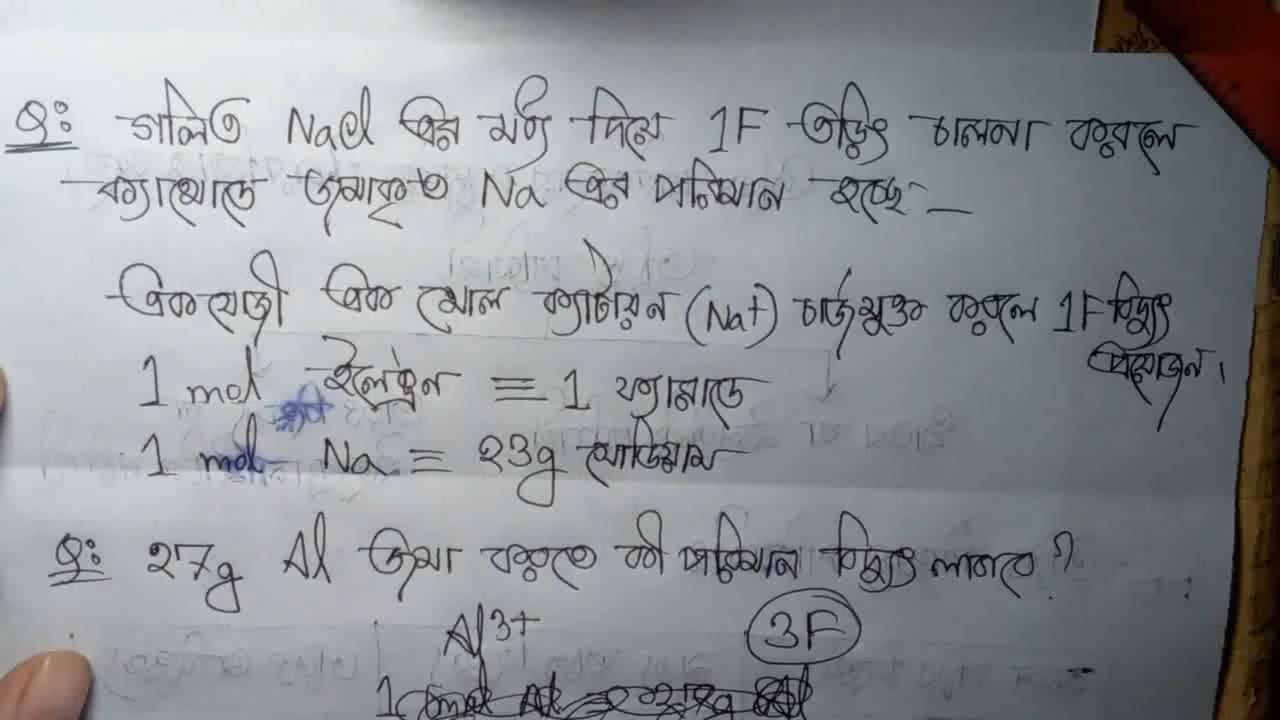 Q: গলিত NaCl এর মধ্য দিয়ে 1F তড়িৎ চালনা করলে
ক্যাথোডে জমাকৃত Na এর পরিমান হচ্ছে —
একযোজী এক মোল ক্যাটায়ন (Na+) চার্জমুক্ত করলে 1F বিদ্যুৎ
প্রয়োজন।
1 mol ইলেক্ট্রন ≡ 1 ফ্যারাডে
1 mol Na ≡ 23g সোডিয়াম
Q: 27g Al জমা করতে কী পরিমান বিদ্যুৎ লাগবে?
Al3+ 3F